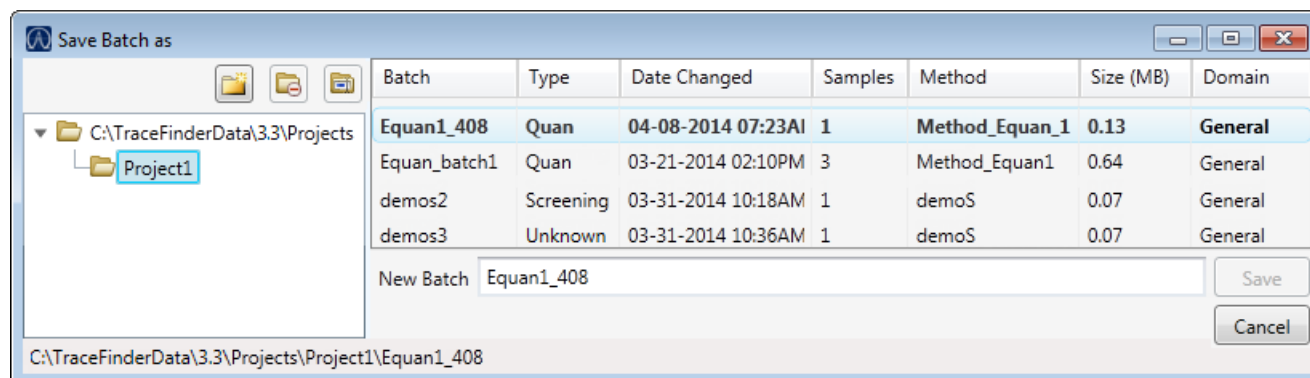 Save Batch as
Batch Type Date Changed Samples Method Size (MB) Domain
C:\TraceFinderData\3.3\Projects
Project1
Equan1_408 Quan 04-08-2014 07:23AI 1 Method_Equan_1 0.13 General
Equan_batch1 Quan 03-21-2014 02:10PM 3 Method_Equan1 0.64 General
demos2 Screening 03-31-2014 10:18AM 1 demoS 0.07 General
demos3 Unknown 03-31-2014 10:36AM 1 demoS 0.07 General
New Batch Equan1_408 Save
Cancel
C:\TraceFinderData\3.3\Projects\Project1\Equan1_408